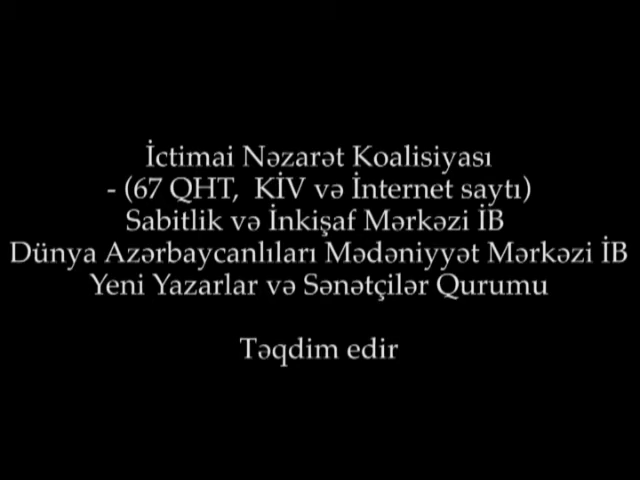 İctimai Nəzarət Koalisiyası
- (67 QHT,  KİV və İnternet saytı)
Sabitlik və İnkişaf Mərkəzi İB
Dünya Azərbaycanlıları Mədəniyyət Mərkəzi İB
Yeni Yazarlar və Sənətçilər Qurumu
Təqdim edir